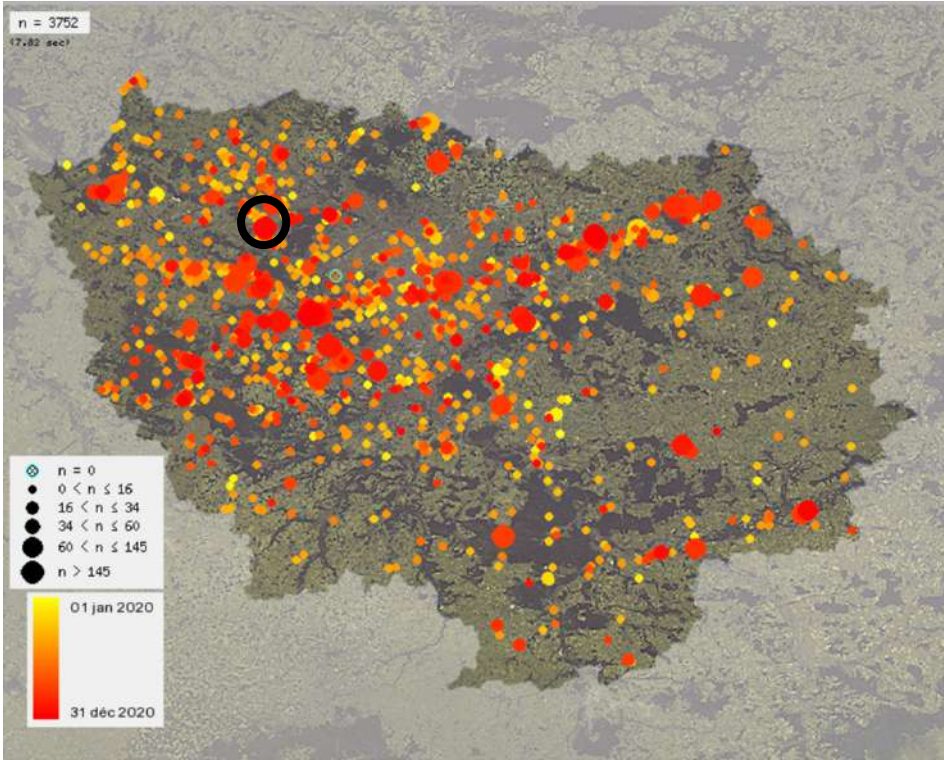 n = 3752
(7.82 sec)
n = 0
0 < n ≤ 16
16 < n ≤ 34
34 < n ≤ 60
60 < n ≤ 145
n > 145
01 jan 2020
31 déc 2020